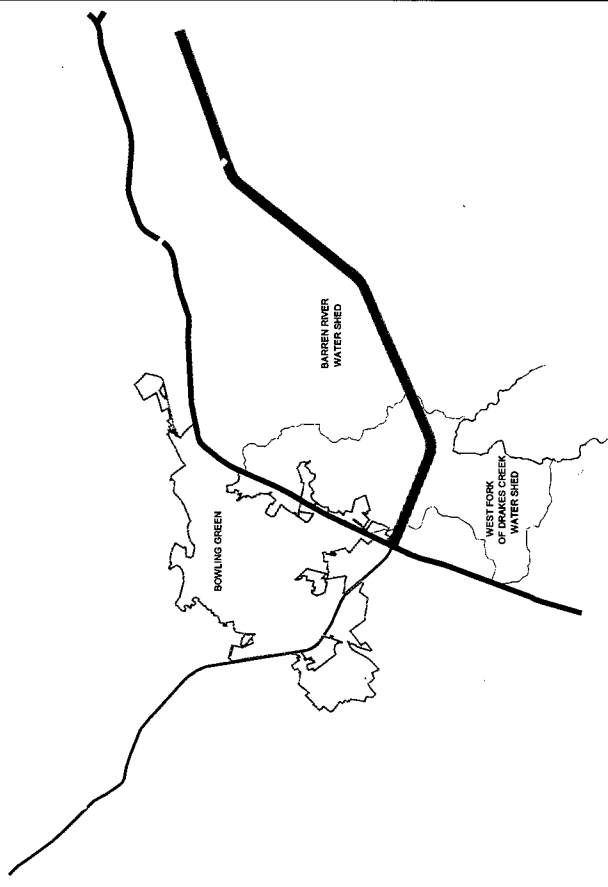 BOWLING GREEN
BARREN RIVER
WATER SHED
WEST FORK
OF DRAKES CREEK
WATER SHED